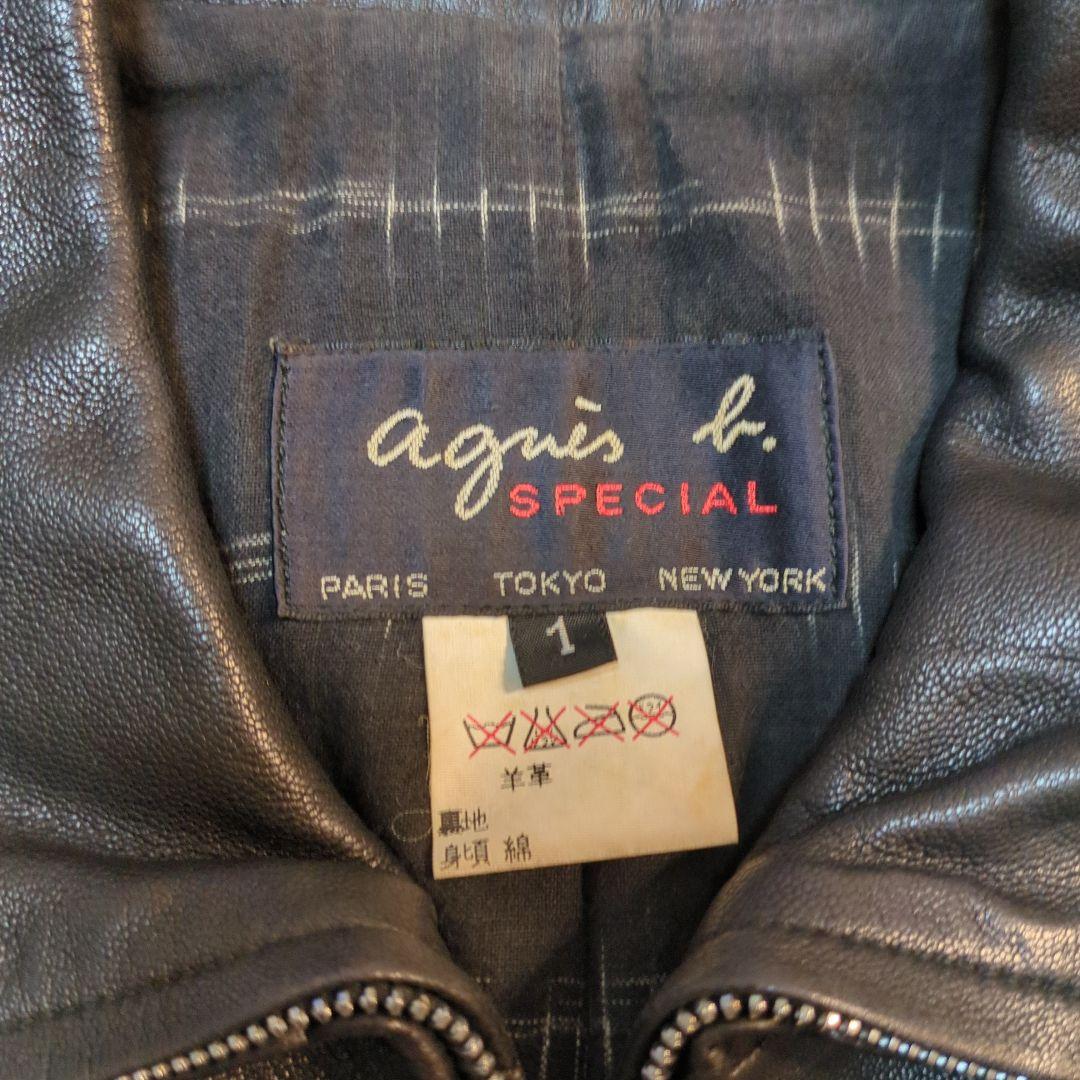 agnès b.
SPECIAL
PARIS TOKYO NEW YORK
1
羊革
裏地
身頃 綿